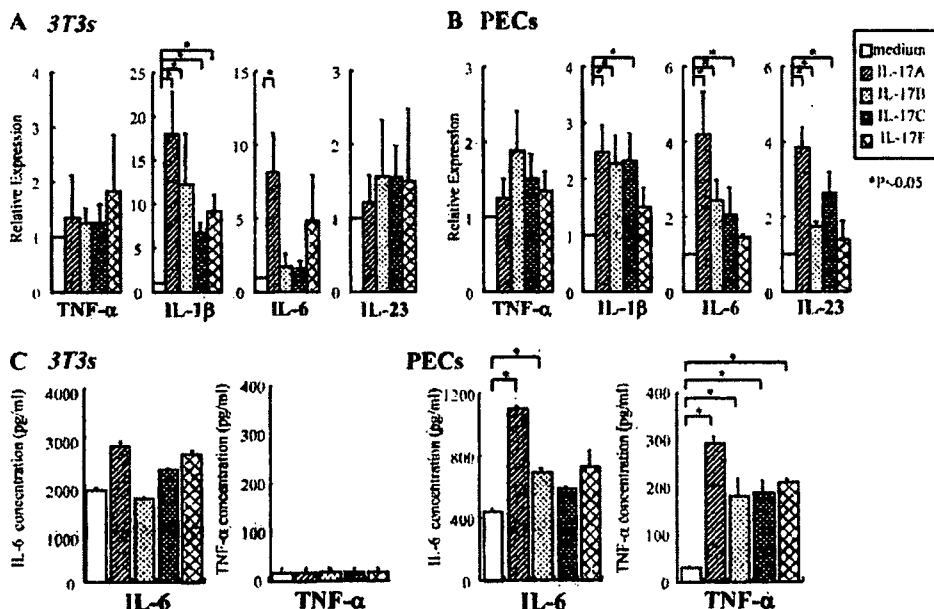 A 3T3s
B PECs
medium
IL-17A
IL-17B
IL-17C
IL-17F
*P<0.05
Relative Expression
4
3
2
1
0
TNF-α
25
20
15
10
5
0
* * * *
IL-1β
15
10
5
0
*
IL-6
3
2
1
0
IL-23
Relative Expression
3
2
1
0
TNF-α
4
3
2
1
0
* * *
IL-1β
6
4
2
0
* * *
IL-6
6
4
2
0
* * *
IL-23
C 3T3s
PECs
IL-6 concentration (pg/ml)
4000
3000
2000
1000
0
IL-6
TNF-α concentration (pg/ml)
400
300
200
100
0
TNF-α
IL-6 concentration (pg/ml)
1200
800
400
0
* *
IL-6
TNF-α concentration (pg/ml)
400
300
200
100
0
* * * *
TNF-α